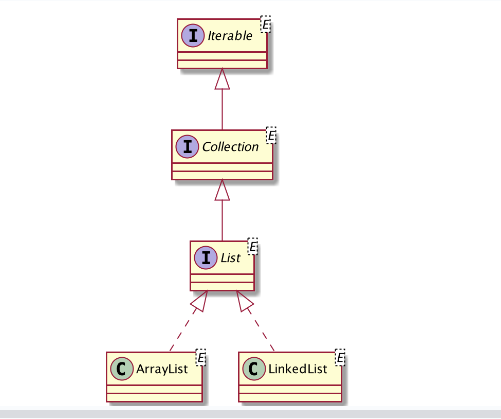 E
I Iterable
E
I Collection
E
I List
E
C ArrayList
E
C LinkedList